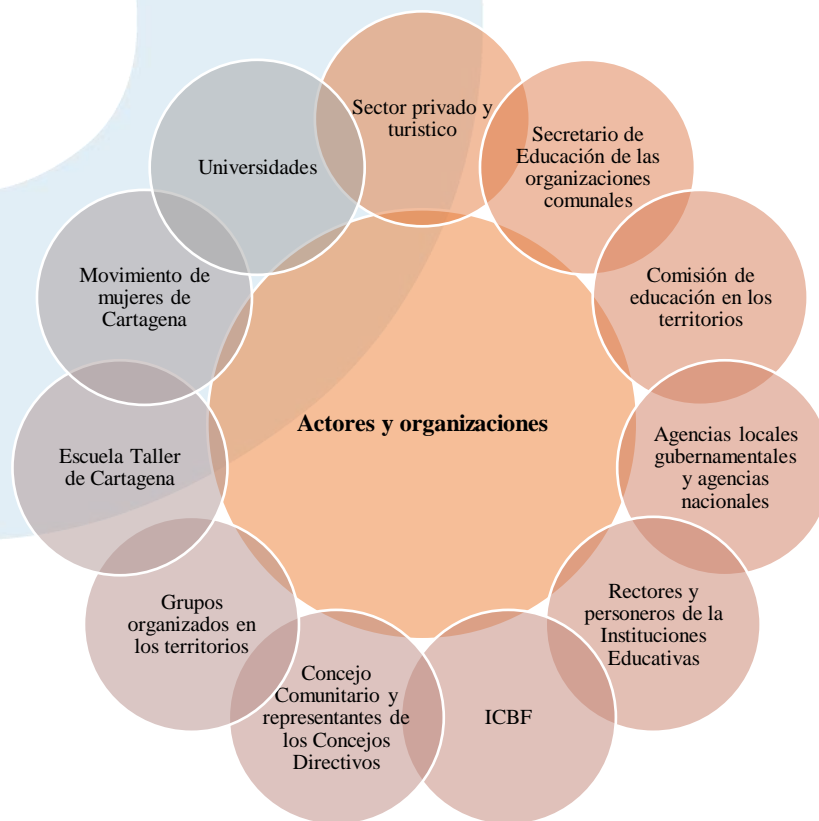 Sector privado y
turistico
Secretario de
Educación de las
organizaciones
comunales
Comisión de
educación en los
territorios
Agencias locales
gubernamentales
y agencias
nacionales
Rectores y
personeros de la
Instituciones
Educativas
ICBF
Concejo
Comunitario y
representantes de
los Concejos
Directivos
Grupos
organizados en
los territorios
Escuela Taller
de Cartagena
Movimiento de
mujeres de
Cartagena
Universidades
Actores y organizaciones